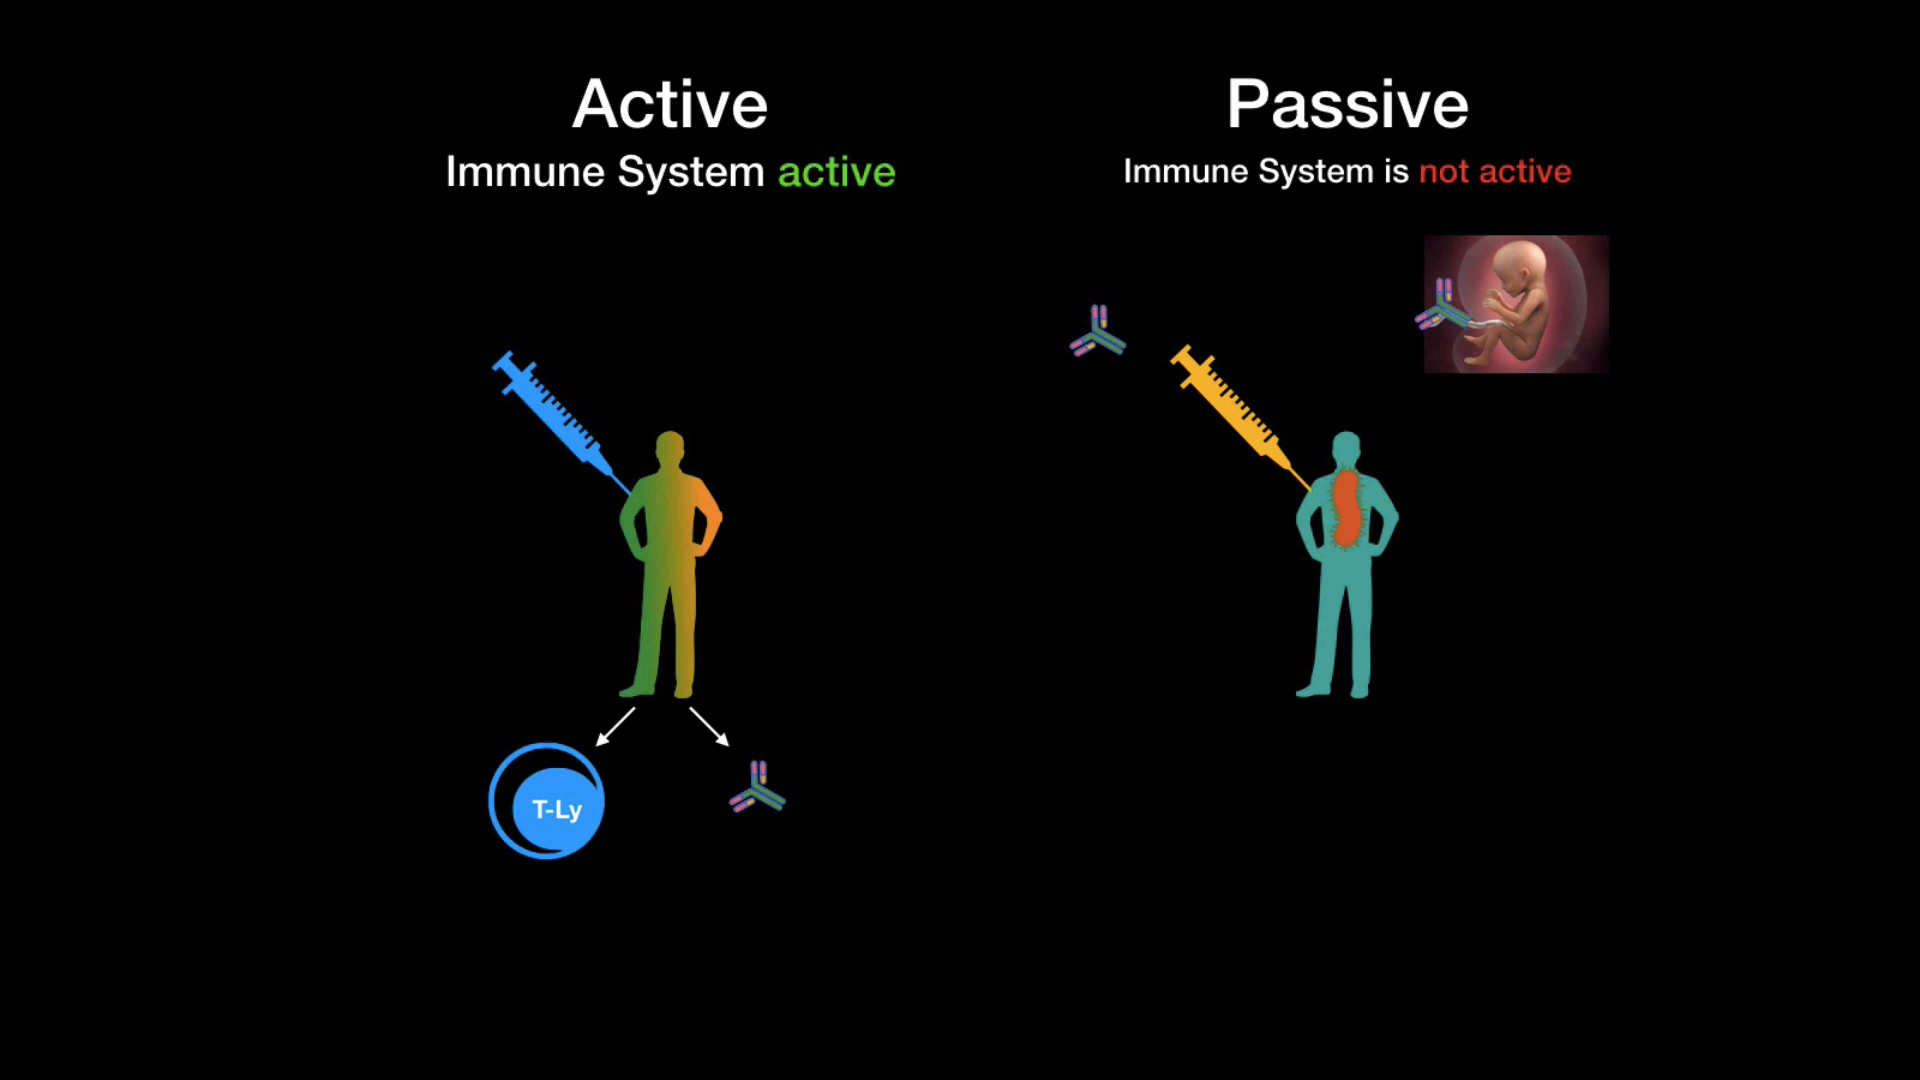 Active
Immune System active
Passive
Immune System is not active
T-Ly